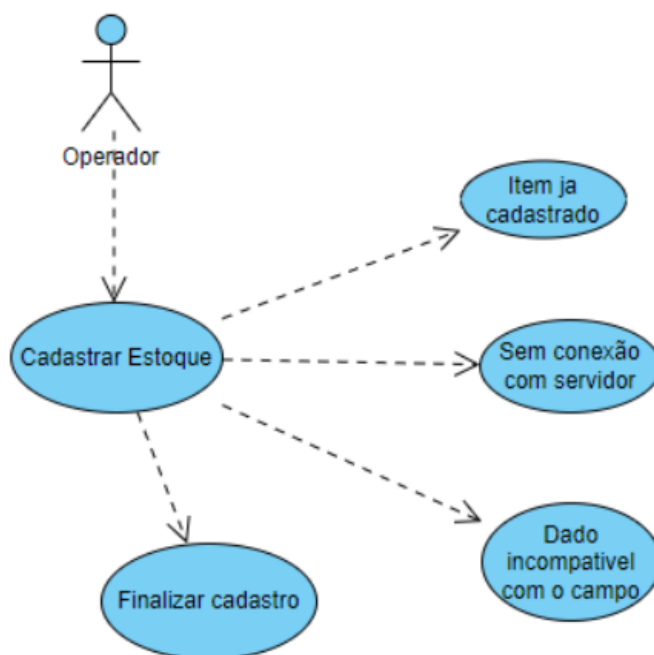 Operador
Item ja
cadastrado
Cadastrar Estoque
Sem conexão
com servidor
Dado
incompativel
com o campo
Finalizar cadastro